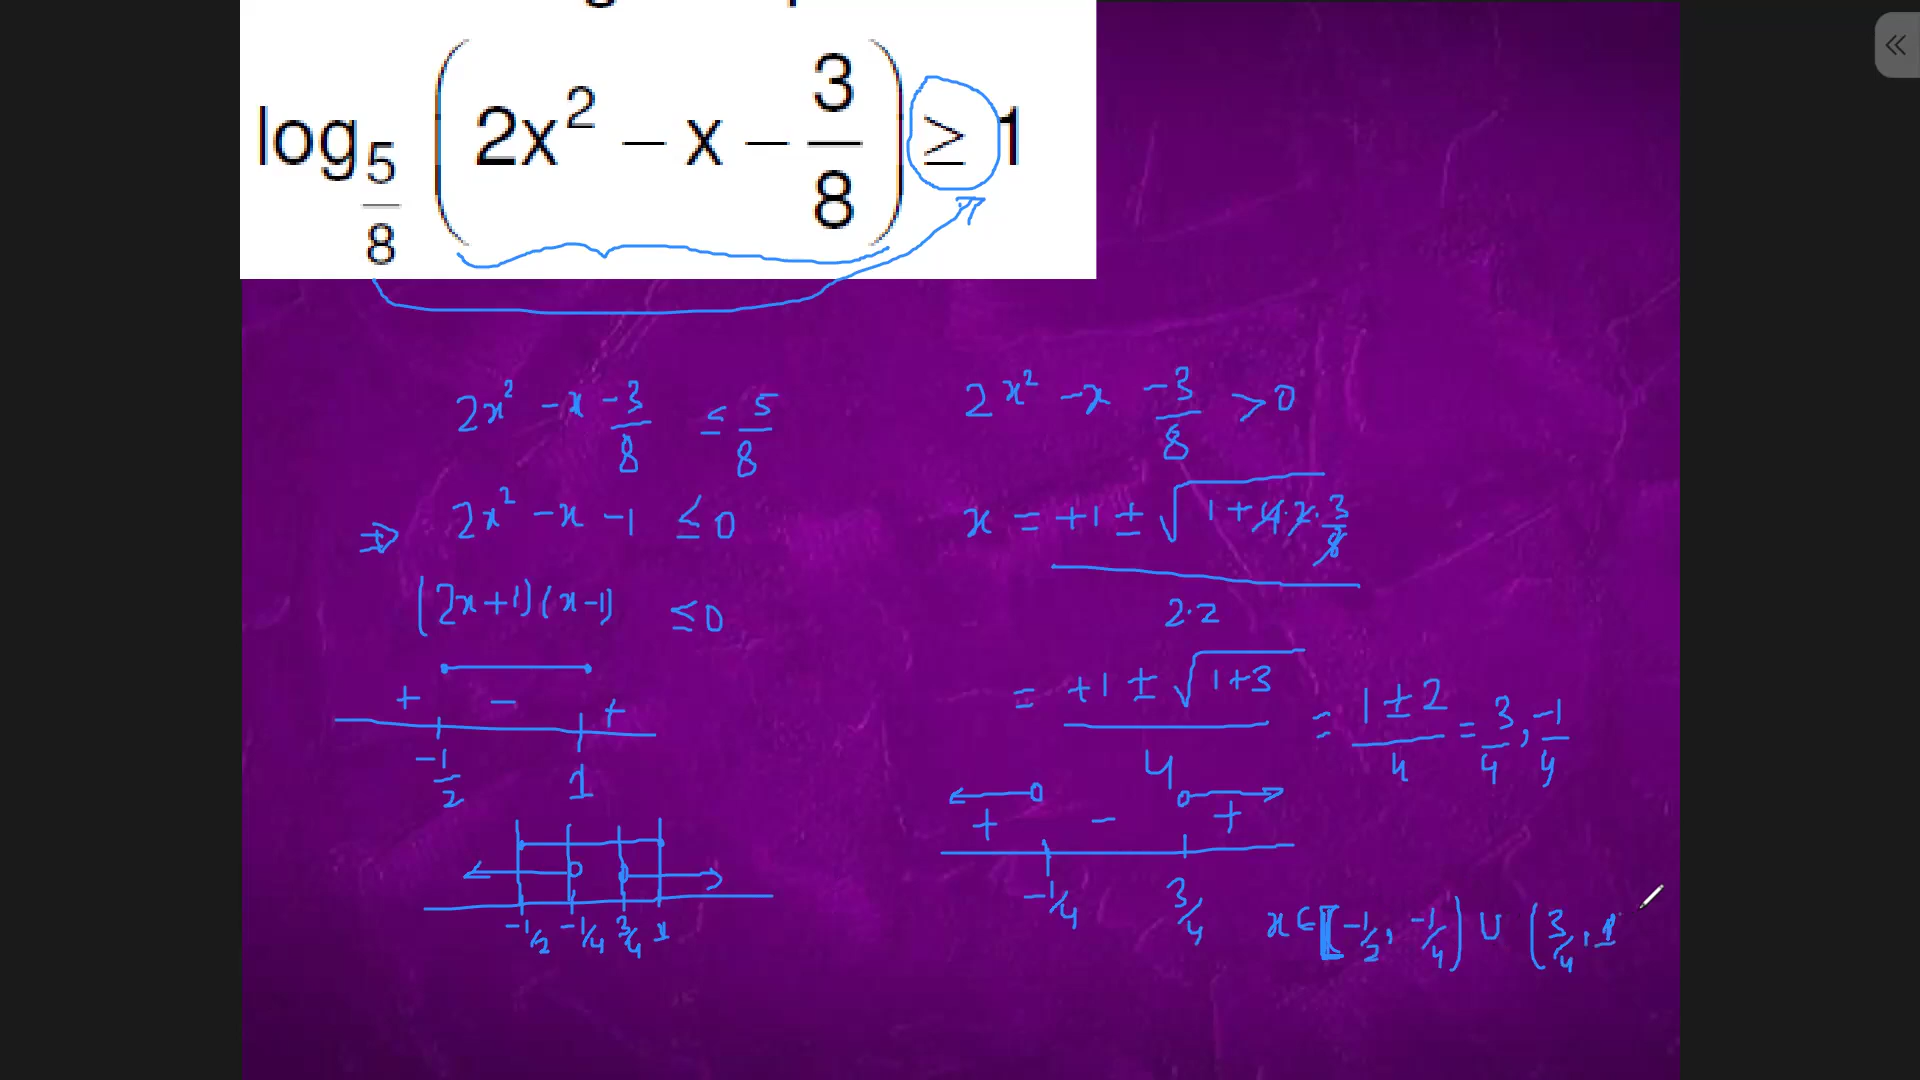 log_{5/8} (2x² − x − 3/8) ≥ 1
2x² − x − 3/8 ≤ 5/8
⇒ 2x² − x − 1 ≤ 0
(2x+1)(x−1) ≤ 0
+ − +
−1/2 1
−1/2 −1/4 3/4 1
2x² − x − 3/8 > 0
x = +1 ± √(1+4·2·3/8) / 2·2
= +1 ± √(1+3) / 4 = 1 ± 2 / 4 = 3/4, −1/4
+ − +
−1/4 3/4
x ∈ [−1/2, −1/4) ∪ (3/4, 1